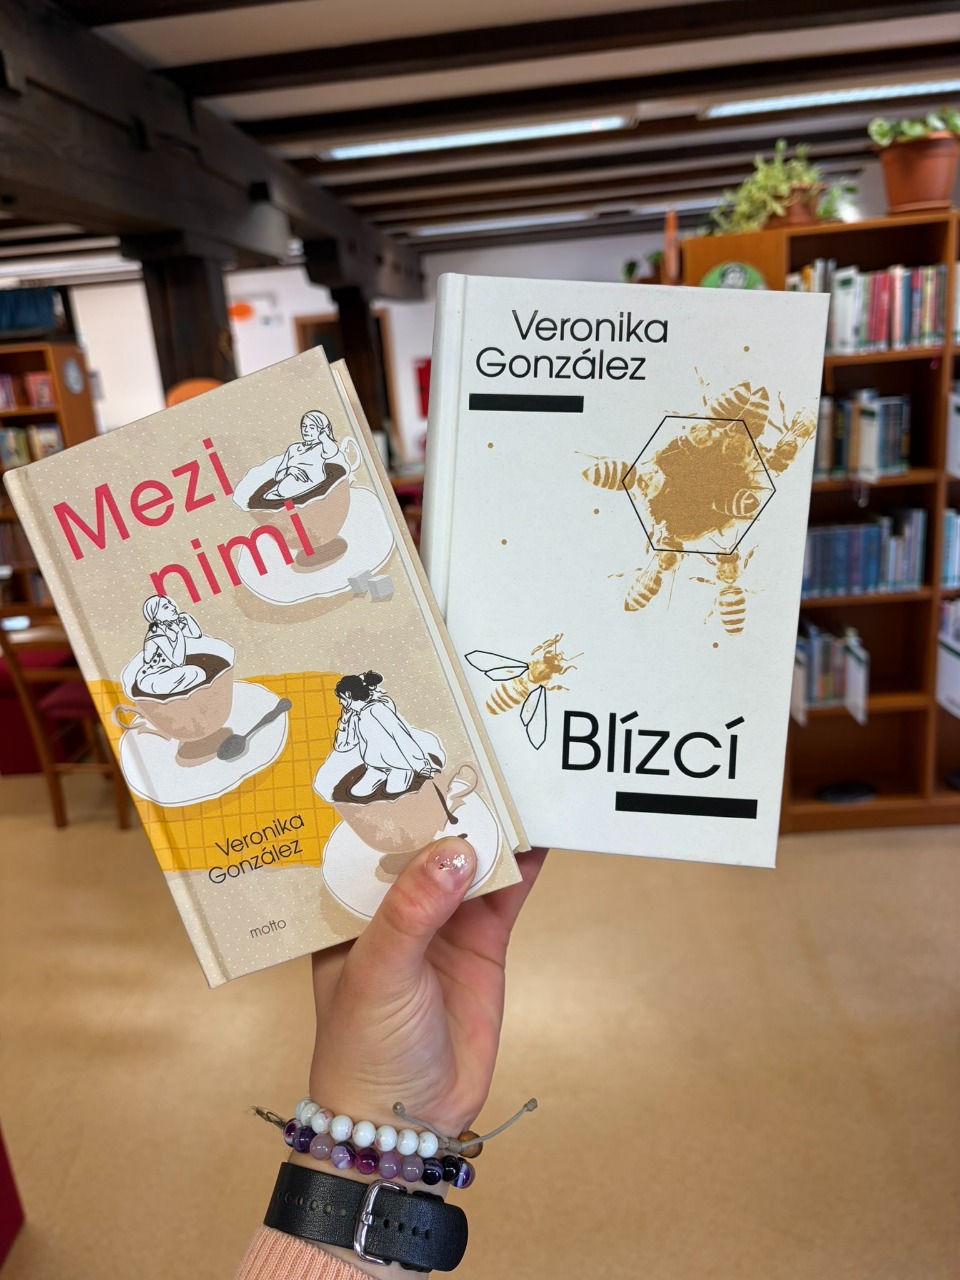 Mezi
nimi
Veronika
González
motto
Veronika
González
Blízcí